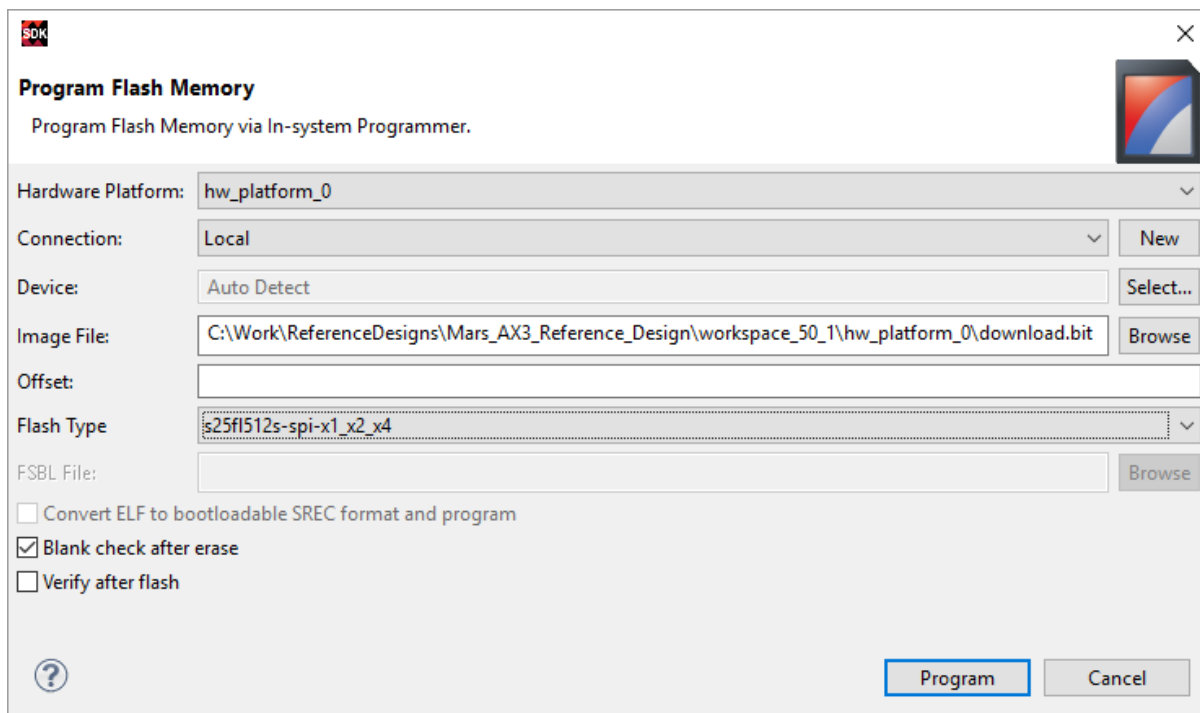 SDK
Program Flash Memory
Program Flash Memory via In-system Programmer.
Hardware Platform: hw_platform_0
Connection: Local New
Device: Auto Detect Select...
Image File: C:\Work\ReferenceDesigns\Mars_AX3_Reference_Design\workspace_50_1\hw_platform_0\download.bit Browse
Offset:
Flash Type s25fl512s-spi-x1_x2_x4
FSBL File: Browse
Convert ELF to bootloadable SREC format and program
Blank check after erase
Verify after flash
? Program Cancel